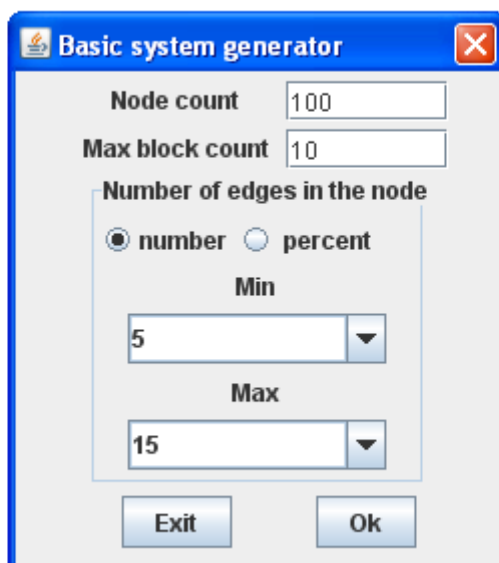 Basic system generator
Node count 100
Max block count 10
Number of edges in the node
number percent
Min
5
Max
15
Exit Ok